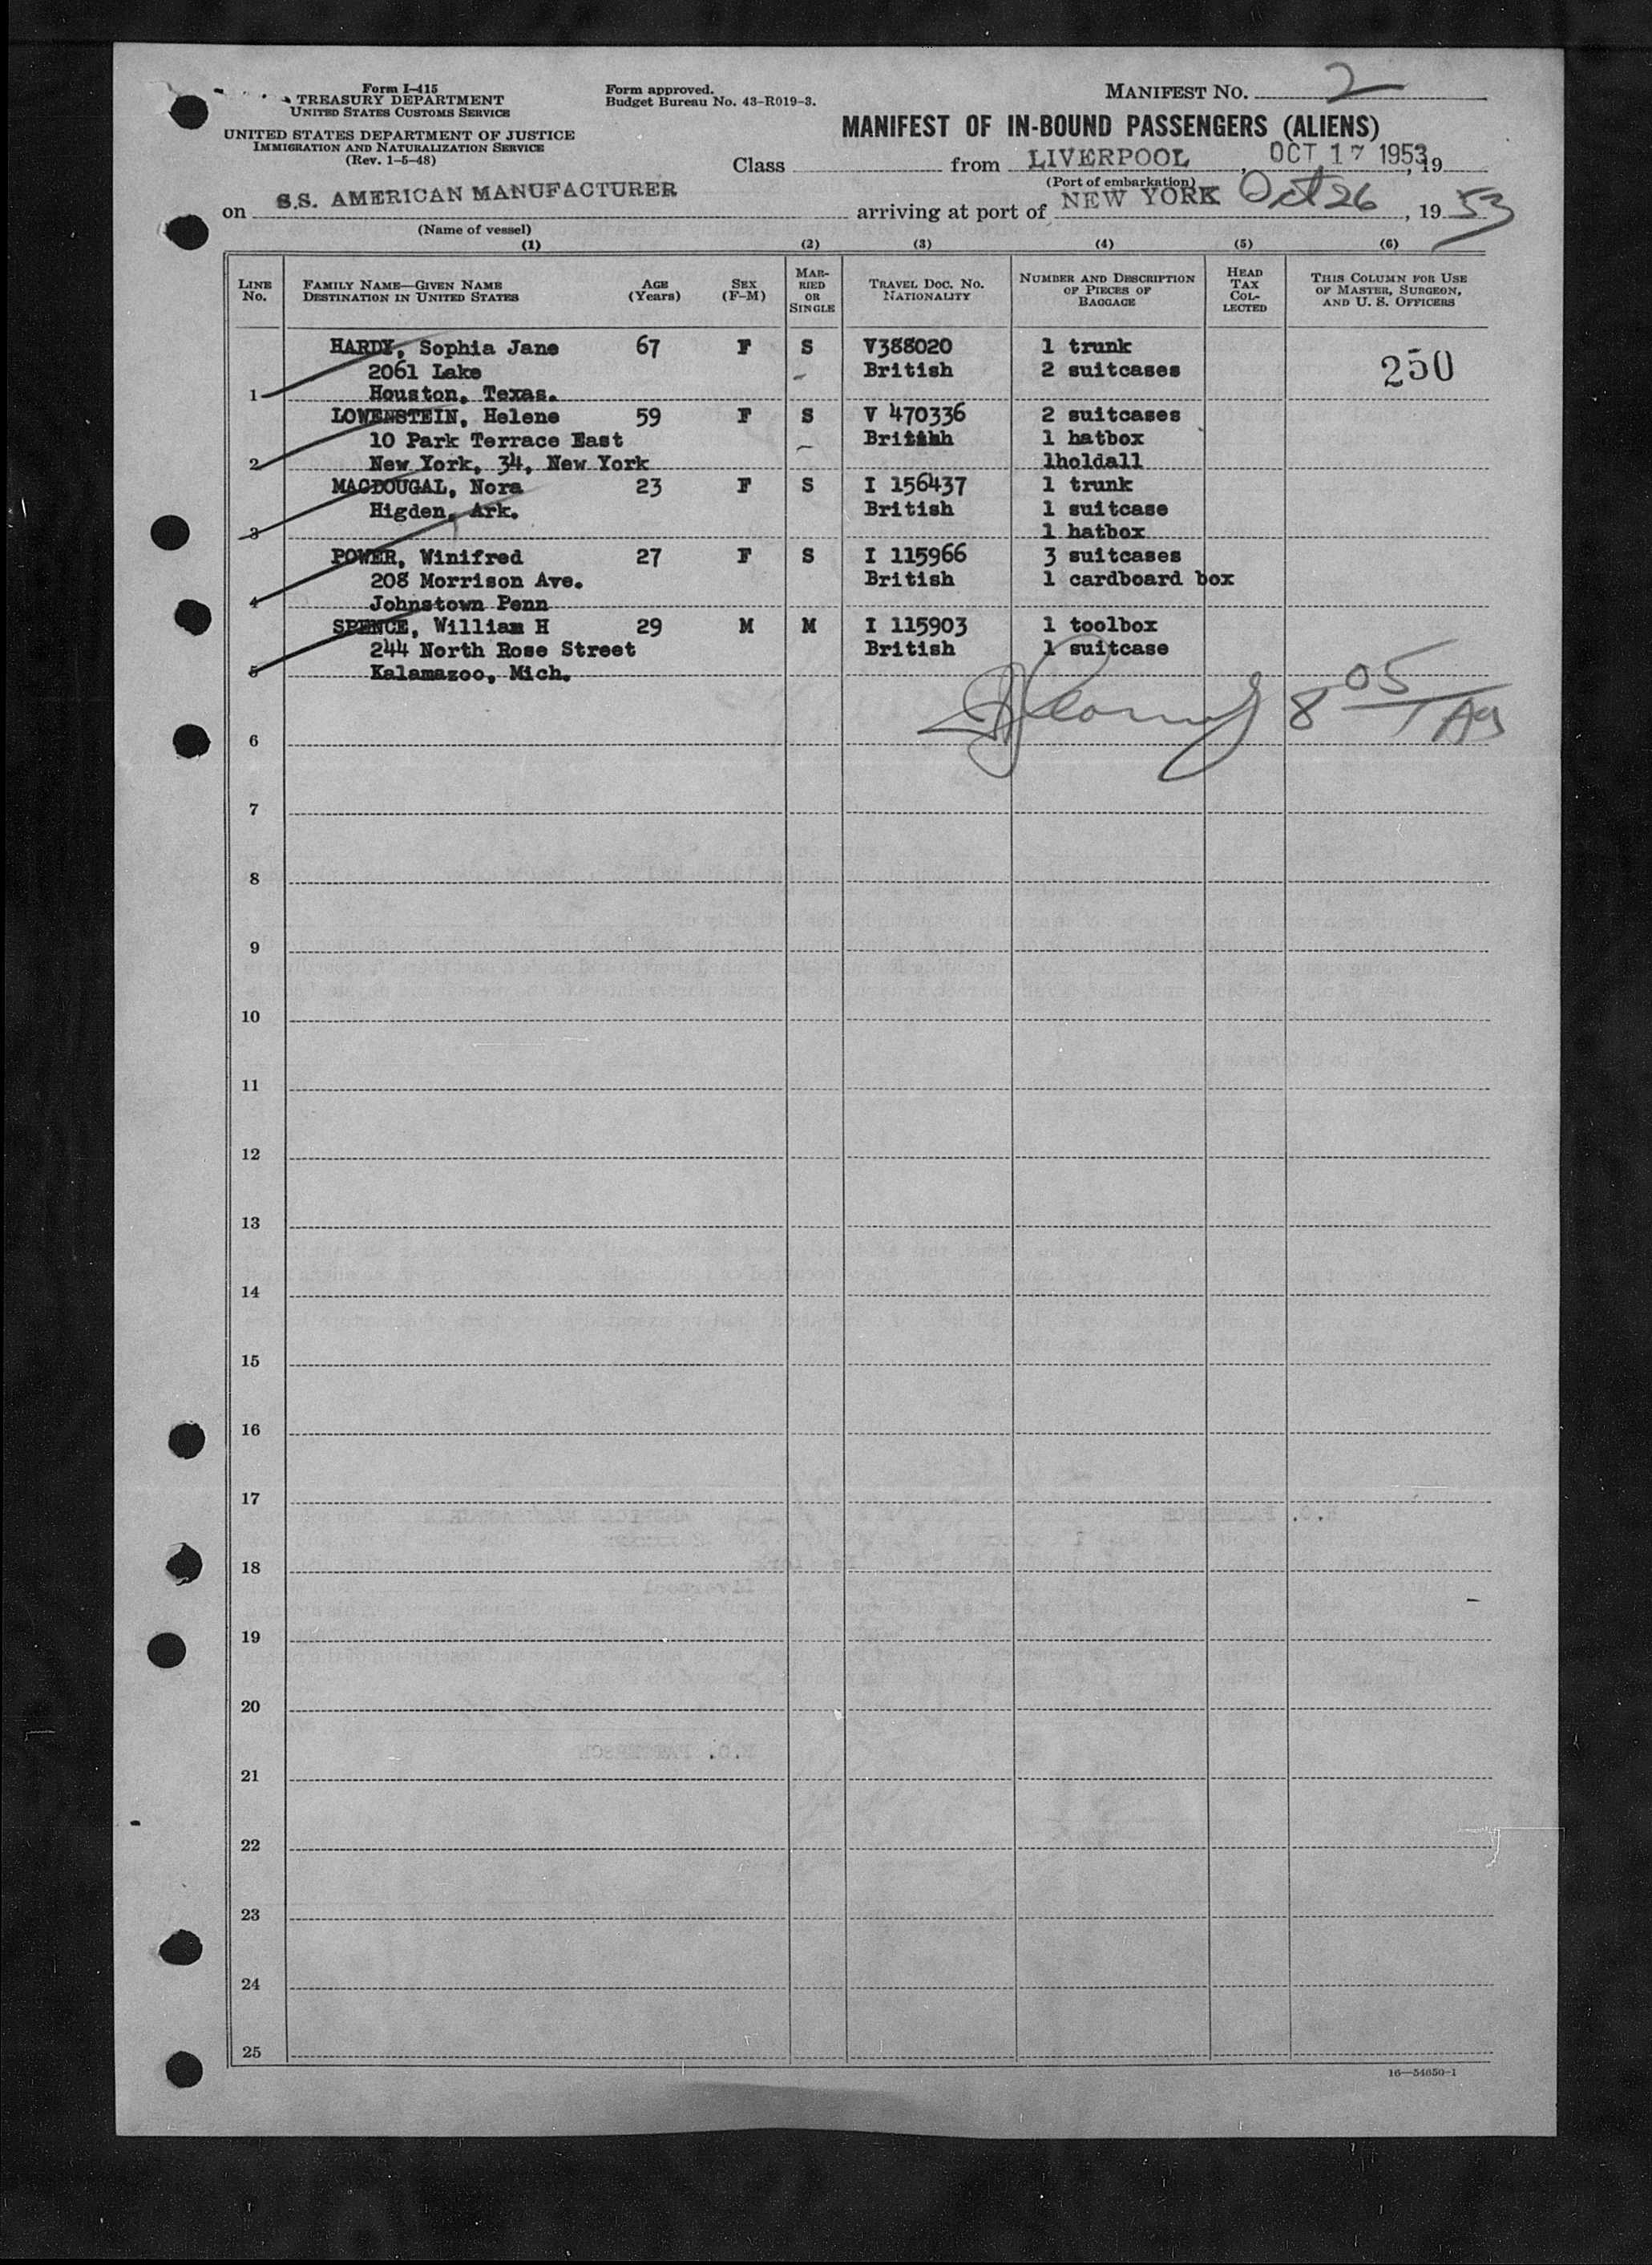 Form I-415
TREASURY DEPARTMENT
UNITED STATES CUSTOMS SERVICE
UNITED STATES DEPARTMENT OF JUSTICE
IMMIGRATION AND NATURALIZATION SERVICE
(Rev. 1-5-48)
Form approved.
Budget Bureau No. 43-R019-3.
MANIFEST NO. 2
MANIFEST OF IN-BOUND PASSENGERS (ALIENS)
Class from LIVERPOOL, OCT 17 1953, 19
(Port of embarkation)
on S.S. AMERICAN MANUFACTURER arriving at port of NEW YORK Oct 26, 19 53
(Name of vessel)
(1) (2) (3) (4) (5) (6)
LINE No. FAMILY NAME—GIVEN NAME DESTINATION IN UNITED STATES AGE (Years) SEX (F-M) MARRIED OR SINGLE TRAVEL DOC. NO. NATIONALITY NUMBER AND DESCRIPTION OF PIECES OF BAGGAGE HEAD TAX COLLECTED THIS COLUMN FOR USE OF MASTER, SURGEON, AND U. S. OFFICERS
HARDY, Sophia Jane 67 F S V388020 1 trunk 250
2061 Lake British 2 suitcases
1 Houston, Texas.
LOWENSTEIN, Helene 59 F S V 470336 2 suitcases
10 Park Terrace East British 1 hatbox
2 New York, 34, New York 1holdall
MACDOUGAL, Nora 23 F S I 156437 1 trunk
Higden, Ark. British 1 suitcase
3 1 hatbox
POWER, Winifred 27 F S I 115966 3 suitcases
208 Morrison Ave. British 1 cardboard box
4 Johnstown Penn
SPENCE, William H 29 M M I 115903 1 toolbox
244 North Rose Street British 1 suitcase
5 Kalamazoo, Mich.
8 05
6
7
8
9
10
11
12
13
14
15
16
17
18
19
20
21
22
23
24
25
16—54650-1